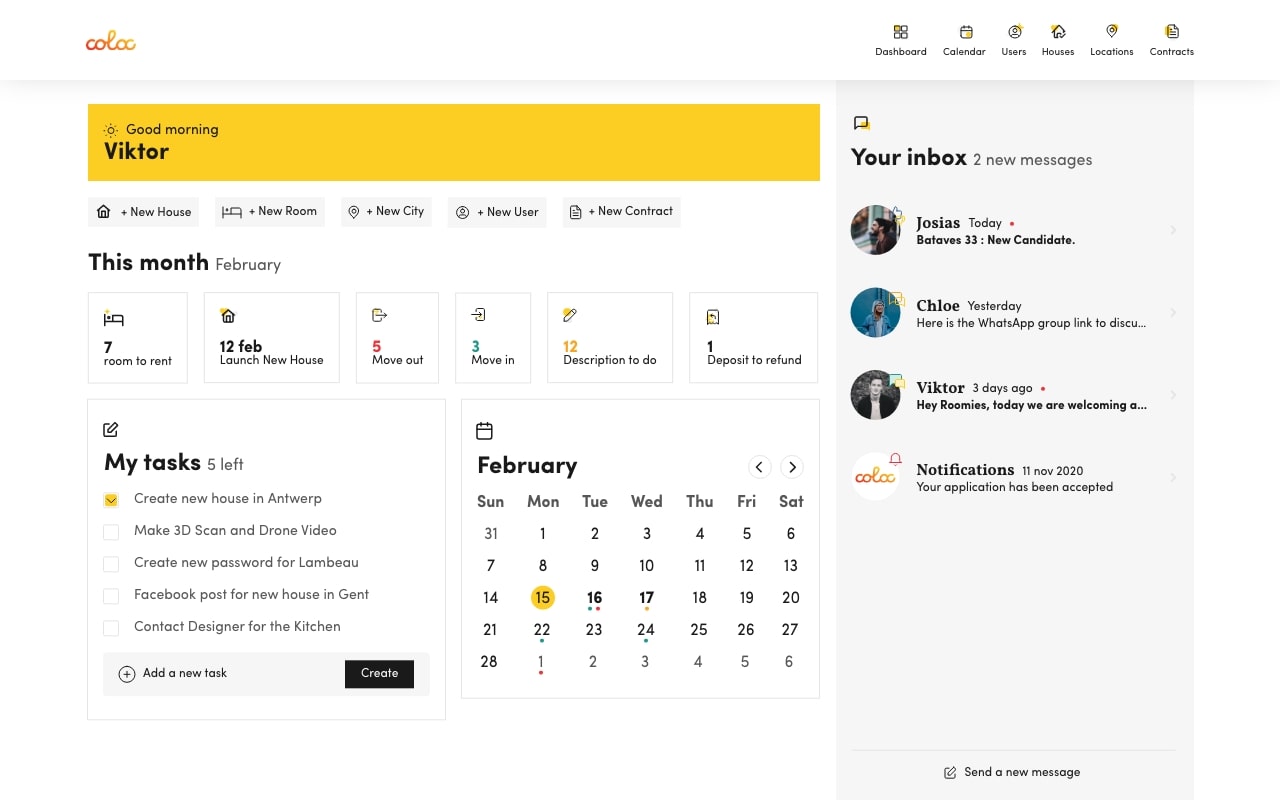 coloc
Dashboard Calendar Users Houses Locations Contracts
Good morning
Viktor
+ New House + New Room + New City + New User + New Contract
This month February
7
room to rent
12 feb
Launch New House
5
Move out
3
Move in
12
Description to do
1
Deposit to refund
My tasks 5 left
Create new house in Antwerp
Make 3D Scan and Drone Video
Create new password for Lambeau
Facebook post for new house in Gent
Contact Designer for the Kitchen
Add a new task Create
February
Sun Mon Tue Wed Thu Fri Sat
31 1 2 3 4 5 6
7 8 9 10 11 12 13
14 15 16 17 18 19 20
21 22 23 24 25 26 27
28 1 2 3 4 5 6
Your inbox 2 new messages
Josias Today
Bataves 33 : New Candidate.
Chloe Yesterday
Here is the WhatsApp group link to discu...
Viktor 3 days ago
Hey Roomies, today we are welcoming a...
coloc
Notifications 11 nov 2020
Your application has been accepted
Send a new message